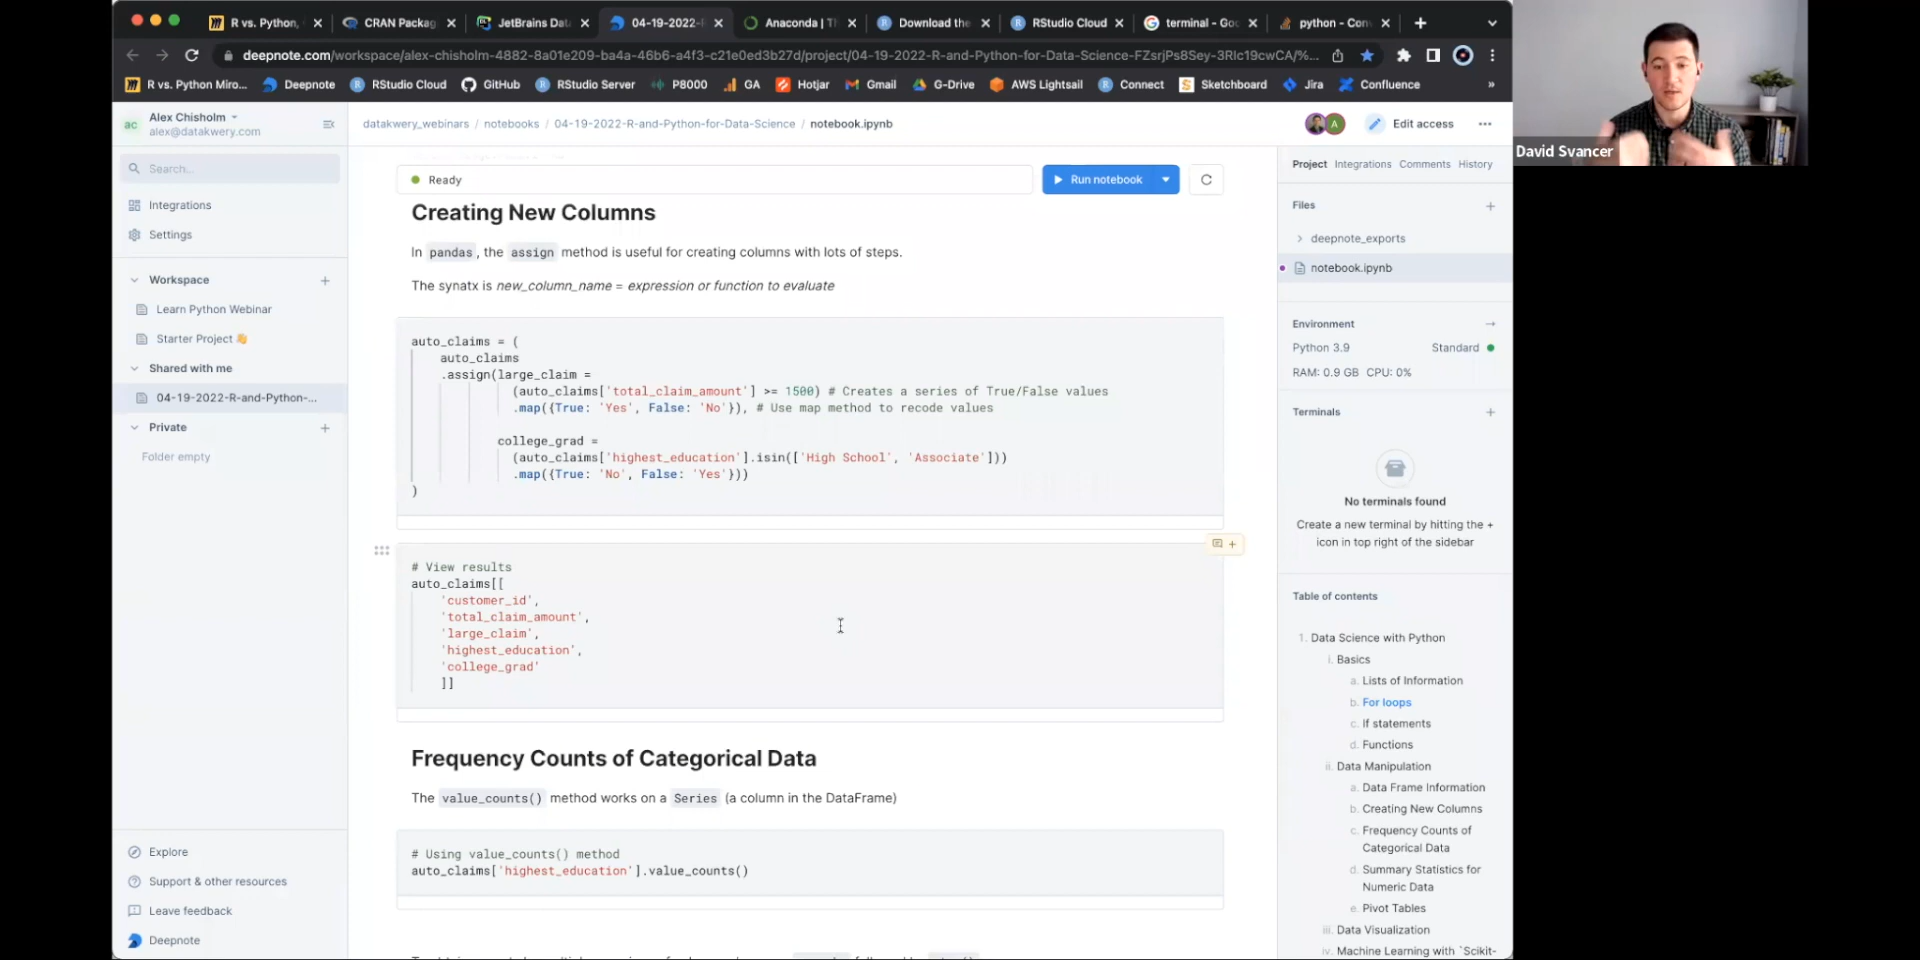 R vs. Python,
CRAN Packag
JetBrains Dat
04-19-2022-
Anaconda | T
Download the
RStudio Cloud
terminal - Goo
python - Con
deepnote.com/workspace/alex-chisholm-4882-8a01e209-ba4a-46b6-a4f3-c21e0ed3b27d/project/04-19-2022-R-and-Python-for-Data-Science-FZsrjPs8Sey-3RIc19cwCA/%...
R vs. Python Miro...
Deepnote
RStudio Cloud
GitHub
RStudio Server
P8000
GA
Hotjar
Gmail
G-Drive
AWS Lightsail
Connect
Sketchboard
Jira
Confluence
»
David Svancer
ac
Alex Chisholm
alex@datakwery.com
Search...
Integrations
Settings
Workspace
Learn Python Webinar
Starter Project 👏
Shared with me
04-19-2022-R-and-Python-...
Private
Folder empty
Explore
Support & other resources
Leave feedback
Deepnote
datakwery_webinars / notebooks / 04-19-2022-R-and-Python-for-Data-Science / notebook.ipynb
A
Edit access
Ready
Run notebook
Creating New Columns
In pandas, the assign method is useful for creating columns with lots of steps.
The synatx is new_column_name = expression or function to evaluate
auto_claims = (
auto_claims
.assign(large_claim =
(auto_claims['total_claim_amount'] >= 1500) # Creates a series of True/False values
.map({True: 'Yes', False: 'No'}), # Use map method to recode values
college_grad =
(auto_claims['highest_education'].isin(['High School', 'Associate']))
.map({True: 'No', False: 'Yes'}))
)
# View results
auto_claims[[
'customer_id',
'total_claim_amount',
'large_claim',
'highest_education',
'college_grad'
]]
Frequency Counts of Categorical Data
The value_counts() method works on a Series (a column in the DataFrame)
# Using value_counts() method
auto_claims['highest_education'].value_counts()
Project
Integrations
Comments
History
Files
deepnote_exports
notebook.ipynb
Environment
Python 3.9
Standard
RAM: 0.9 GB CPU: 0%
Terminals
No terminals found
Create a new terminal by hitting the +
icon in top right of the sidebar
Table of contents
1. Data Science with Python
i. Basics
a. Lists of Information
b. For loops
c. If statements
d. Functions
ii. Data Manipulation
a. Data Frame Information
b. Creating New Columns
c. Frequency Counts of
Categorical Data
d. Summary Statistics for
Numeric Data
e. Pivot Tables
iii. Data Visualization
iv. Machine Learning with `Scikit-